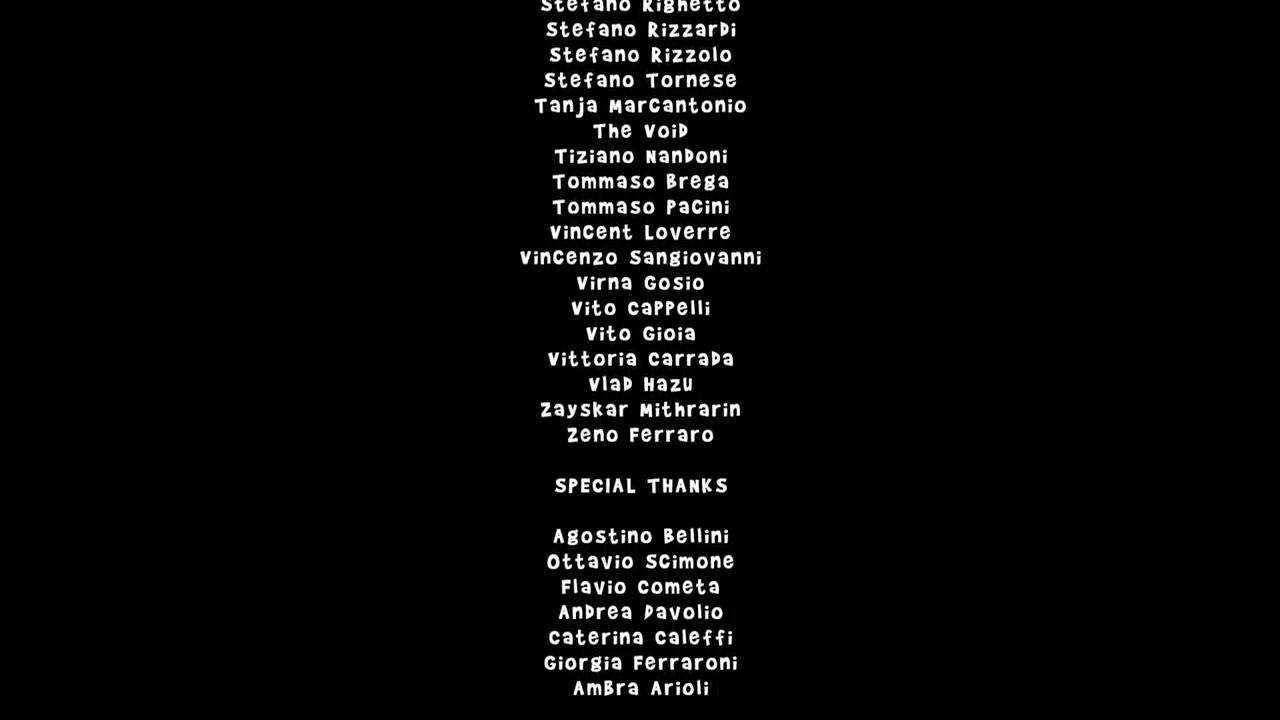 Stefano Righetto
Stefano Rizzardi
Stefano Rizzolo
Stefano Tornese
Tanja Marcantonio
The Void
Tiziano Nandoni
Tommaso Brega
Tommaso Pacini
Vincent Loverre
Vincenzo Sangiovanni
Virna Gosio
Vito Cappelli
Vito Gioia
Vittoria Carrada
Vlad Hazu
Zayskar Mithrarin
Zeno Ferraro
SPECIAL THANKS
Agostino Bellini
Ottavio Scimone
Flavio Cometa
Andrea Davolio
Caterina Caleffi
Giorgia Ferraroni
Ambra Arioli